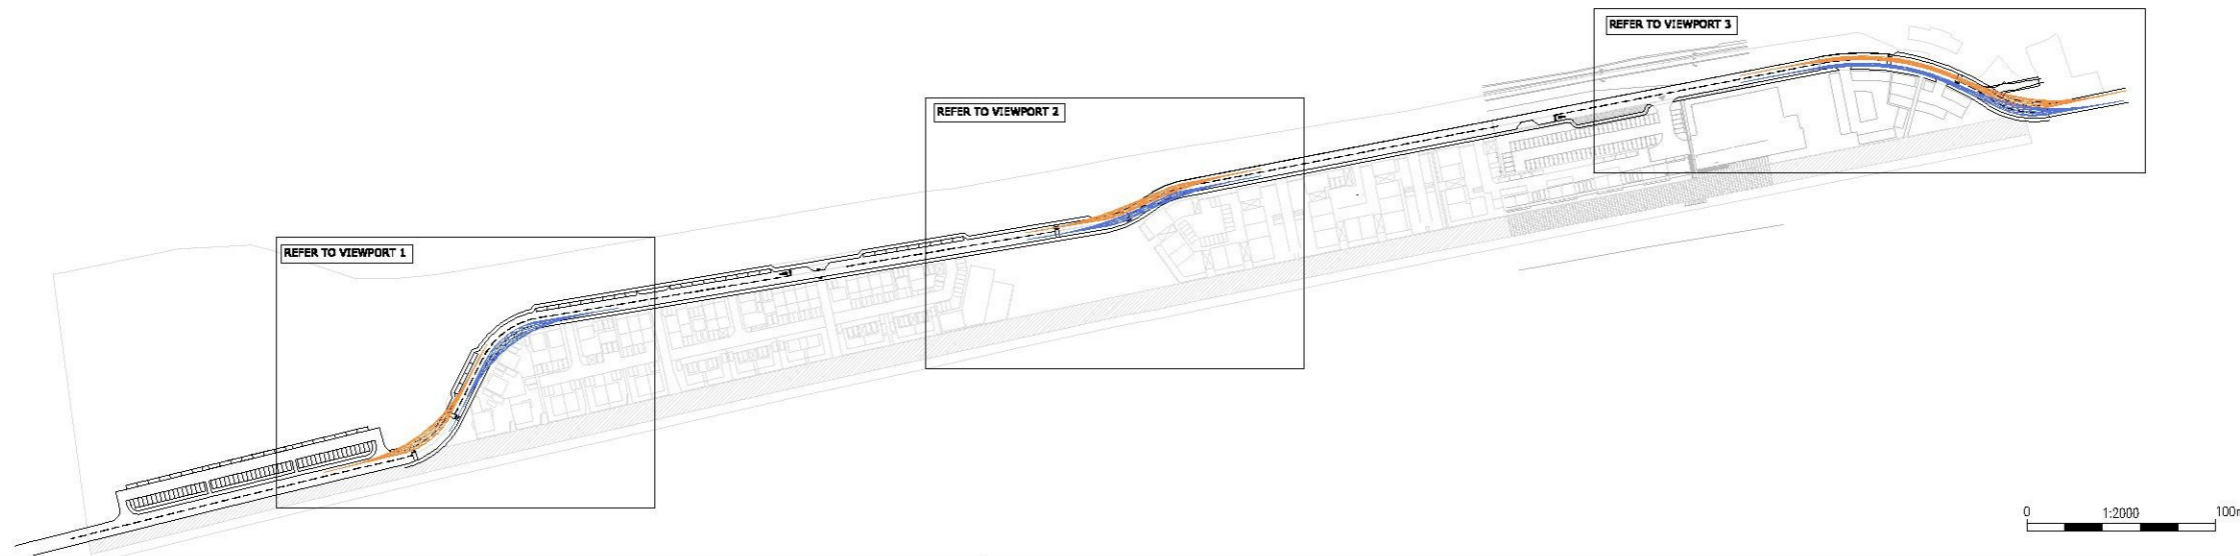 REFER TO VIEWPORT 3
REFER TO VIEWPORT 2
REFER TO VIEWPORT 1
0 1:2000 100m